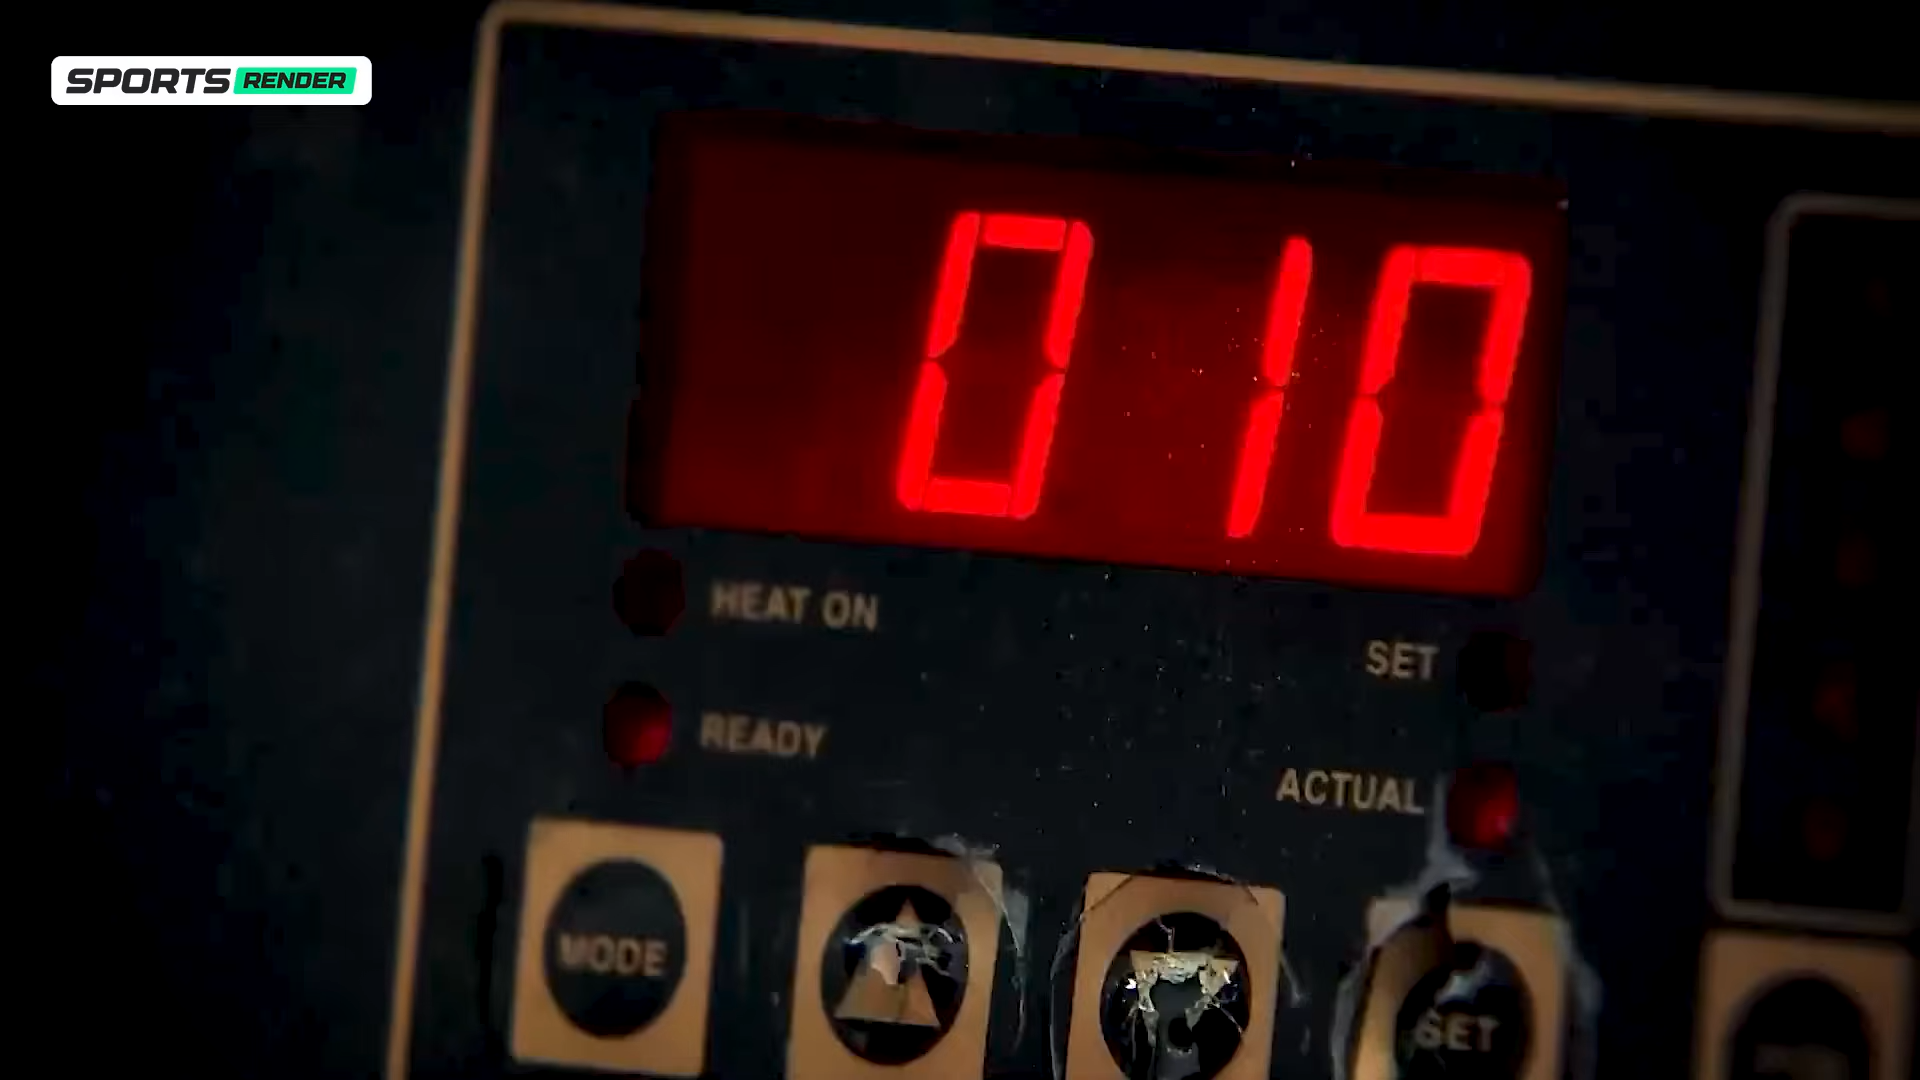 SPORTS RENDER
010
HEAT ON
SET
READY
ACTUAL
MODE
SET